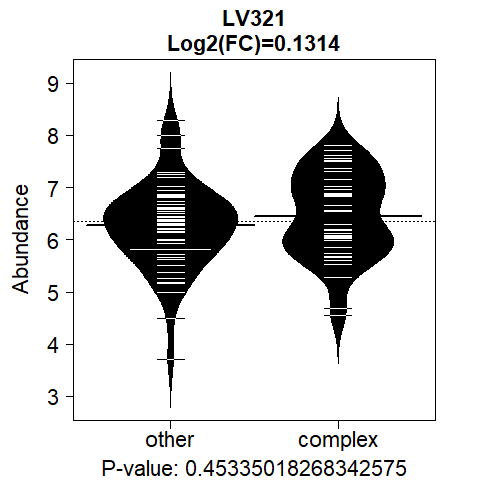 LV321
Log2(FC)=0.1314
Abundance
9
8
7
6
5
4
3
other complex
P-value: 0.45335018268342575